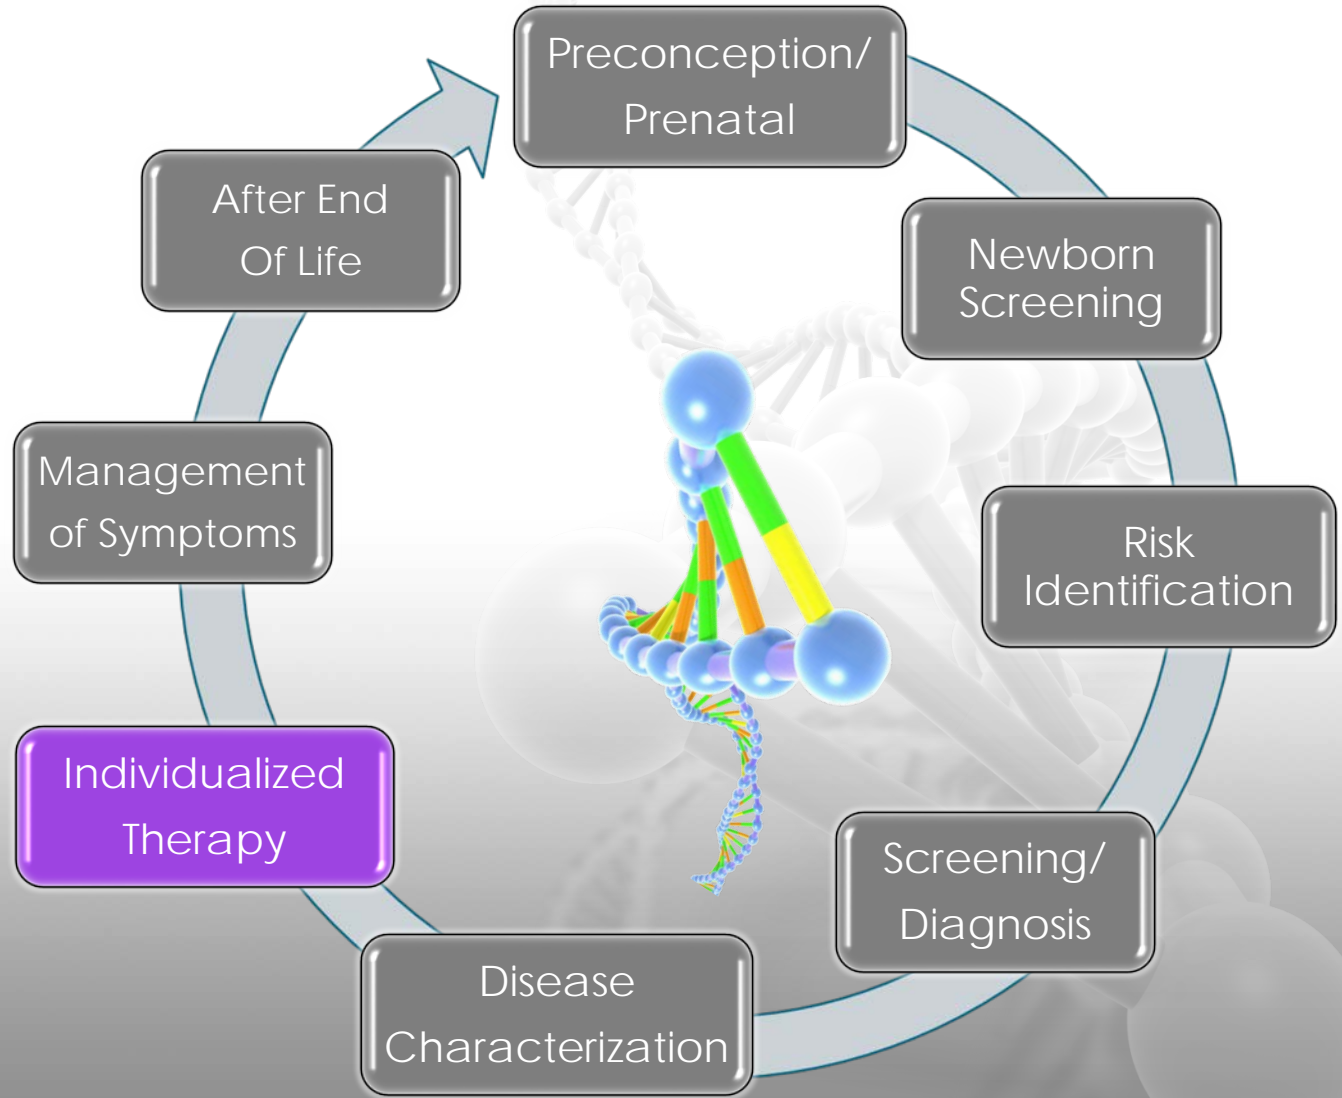 Preconception/
Prenatal
Newborn
Screening
Risk
Identification
Screening/
Diagnosis
Disease
Characterization
Individualized
Therapy
Management
of Symptoms
After End
Of Life